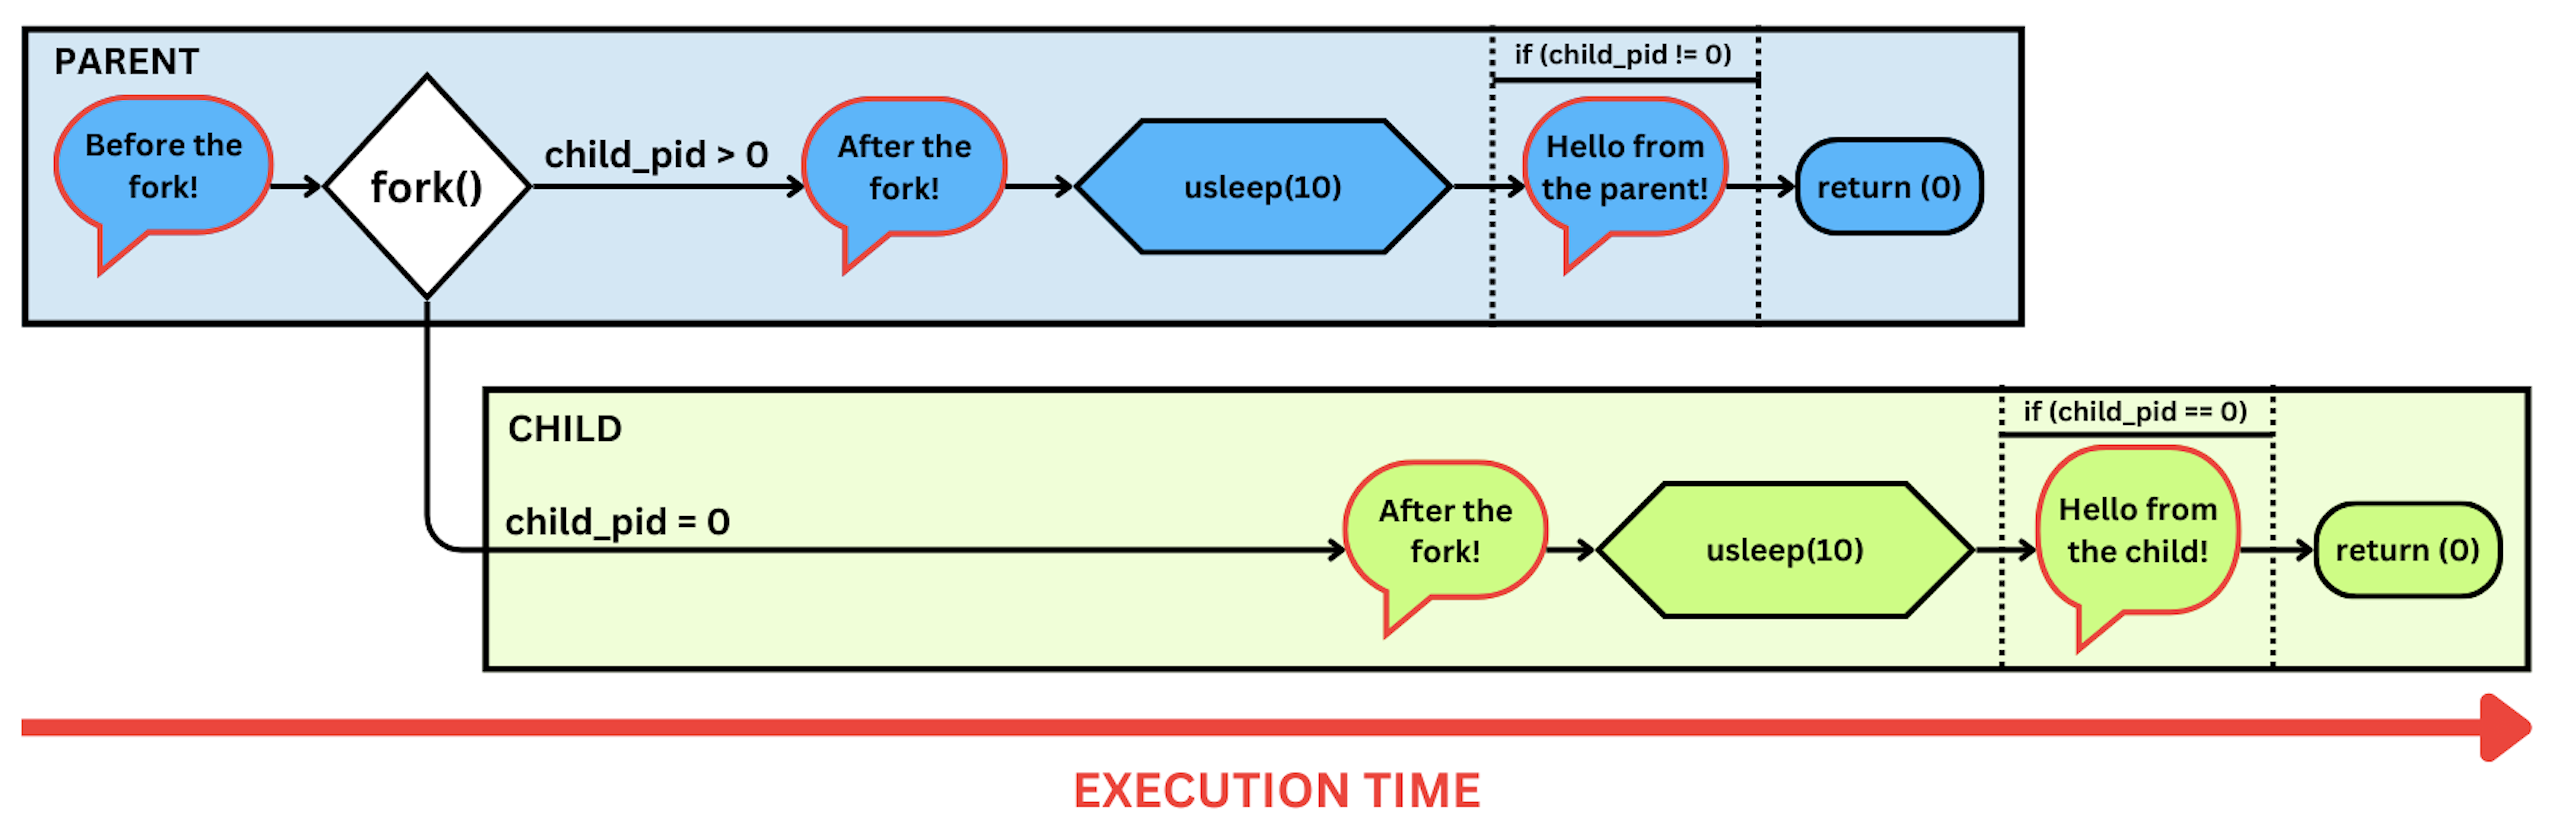 PARENT
if (child_pid != 0)
Before the
fork!
fork()
child_pid > 0
After the
fork!
usleep(10)
Hello from
the parent!
return (0)
CHILD
if (child_pid == 0)
child_pid = 0
After the
fork!
usleep(10)
Hello from
the child!
return (0)
EXECUTION TIME